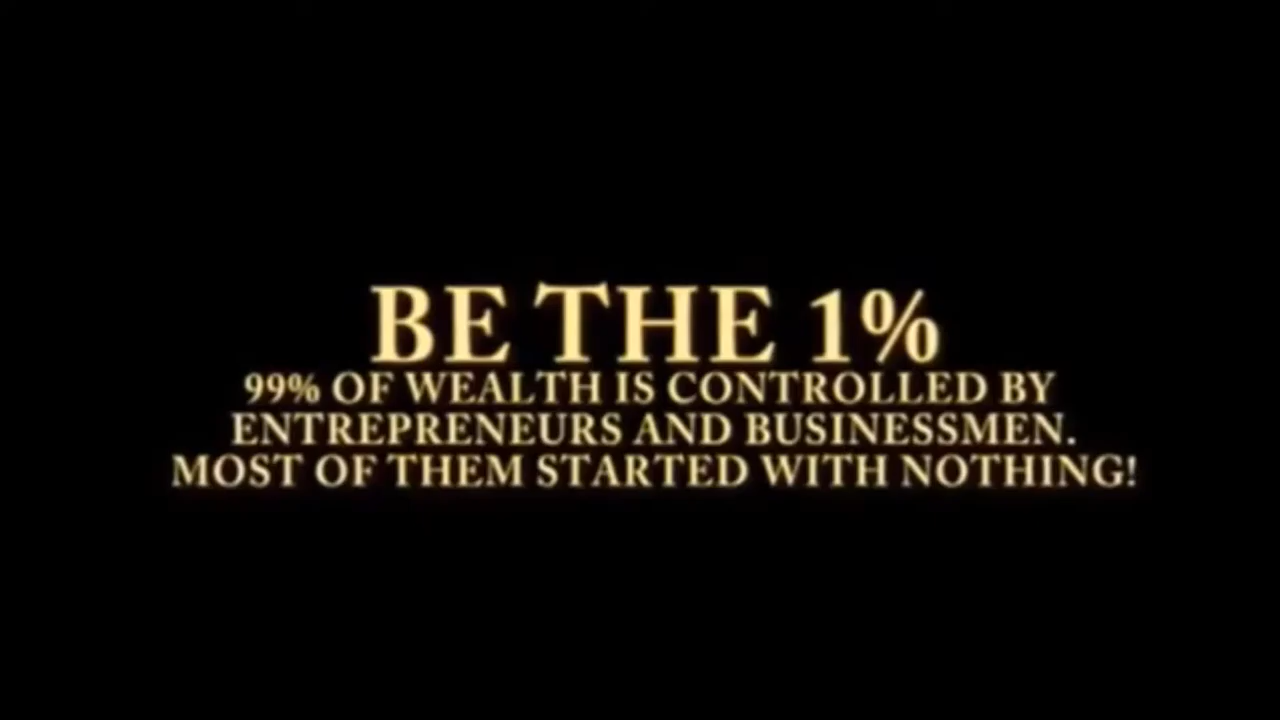 BE THE 1%
99% OF WEALTH IS CONTROLLED BY
ENTREPRENEURS AND BUSINESSMEN.
MOST OF THEM STARTED WITH NOTHING!